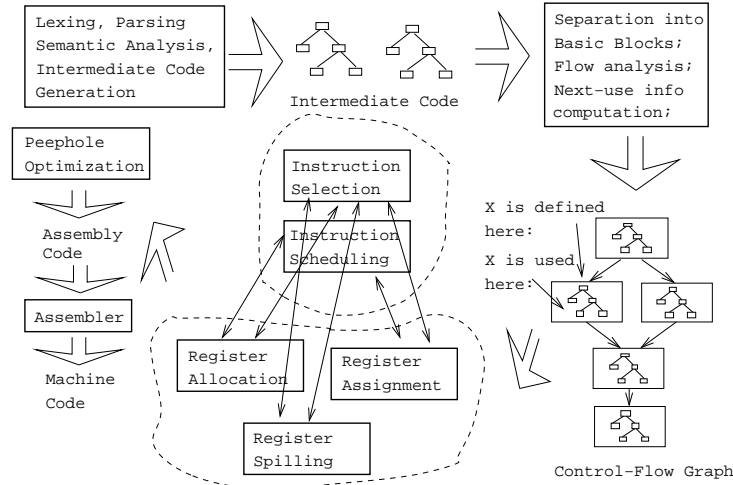 Lexing, Parsing
Semantic Analysis,
Intermediate Code
Generation
Intermediate Code
Separation into
Basic Blocks;
Flow analysis;
Next-use info
computation;
Peephole
Optimization
Assembly
Code
Assembler
Machine
Code
Instruction
Selection
Instruction
Scheduling
Register
Allocation
Register
Assignment
Register
Spilling
X is defined
here:
X is used
here:
Control-Flow Graph